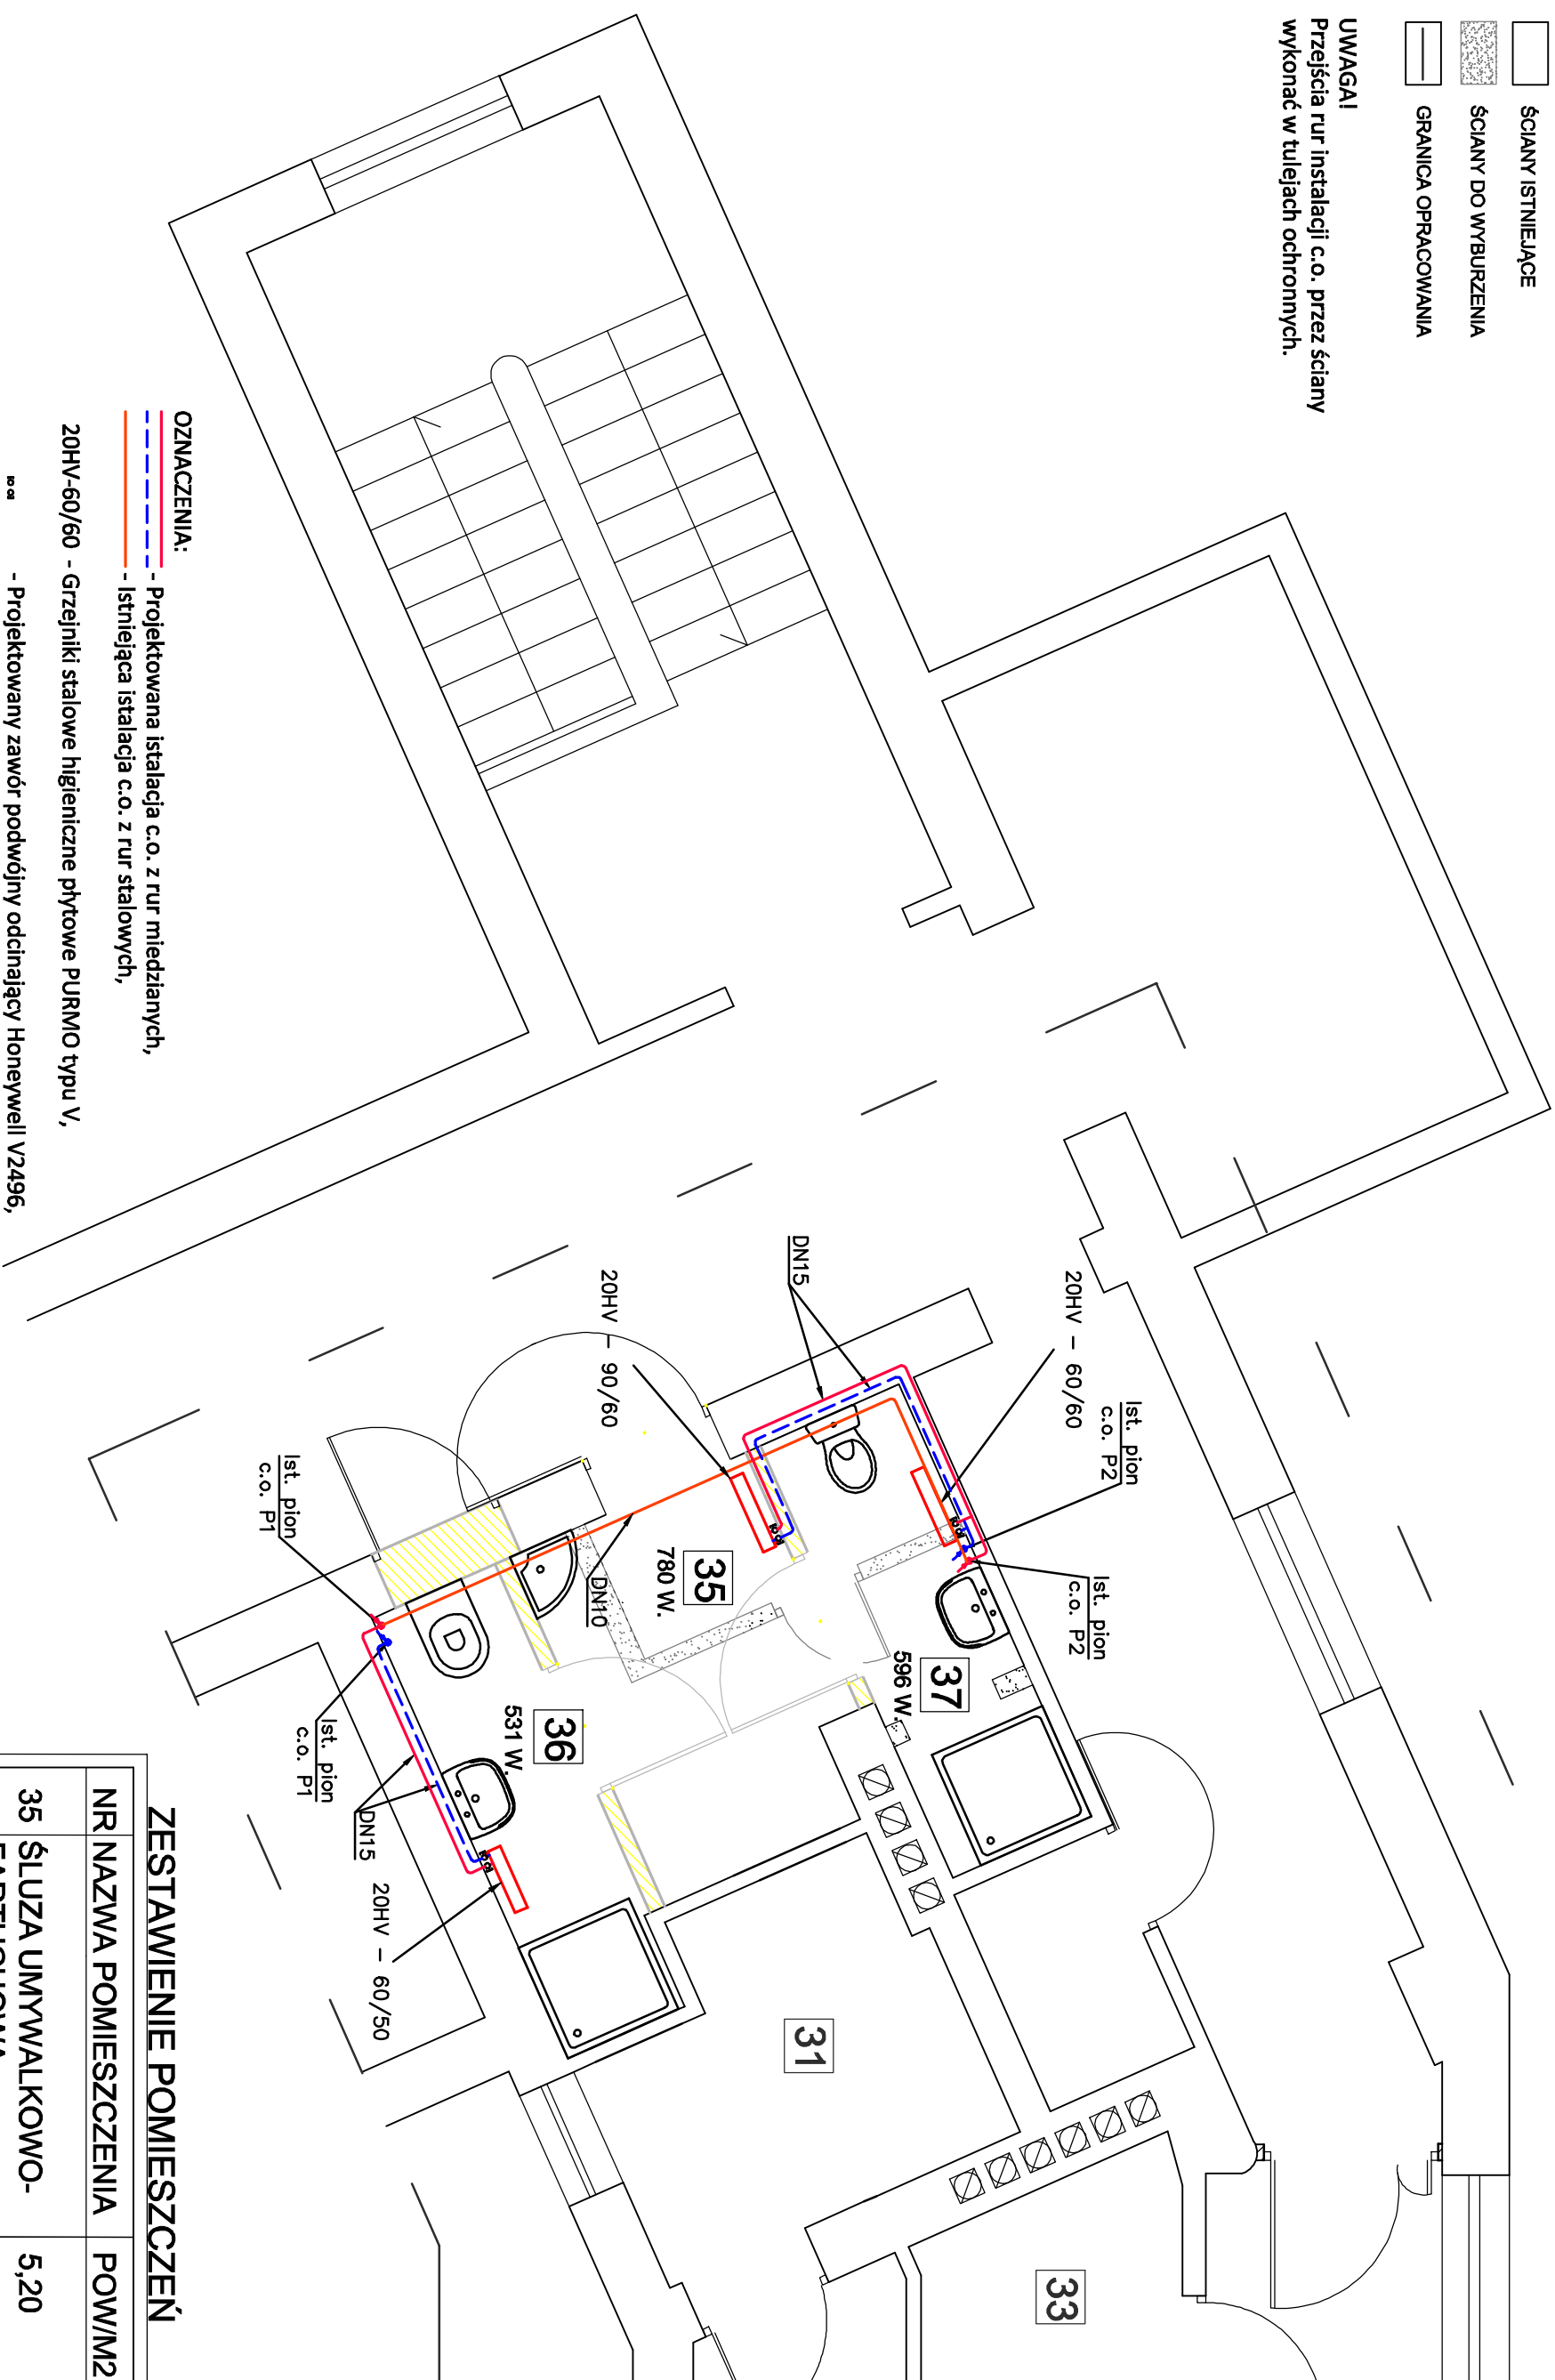 ŚCIANY ISTNIEJĄCE
ŚCIANY DO WYBURZENIA
GRANICA OPRACOWANIA
UWAGA!
Przejścia rur instalacji c.o. przez ściany
wykonać w tulejach ochronnych.
20HV - 60/60
Ist. pion
c.o. P2
Ist. pion
c.o. P2
DN15
20HV - 90/60
37
596 W.
35
780 W.
DN10
36
531 W.
Ist. pion
c.o. P1
Ist. pion
c.o. P1
DN15
20HV - 60/50
31
33
OZNACZENIA:
- Projektowana istalacja c.o. z rur miedzianych,
- Istniejąca istalacja c.o. z rur stalowych,
20HV-60/60 - Grzejniki stalowe higieniczne płytowe PURMO typu V,
- Projektowany zawór podwójny odcinający Honeywell V2496,
ZESTAWIENIE POMIESZCZEŃ
NR NAZWA POMIESZCZENIA POW/M2
35 ŚLUZA UMYWALKOWO- 5,20